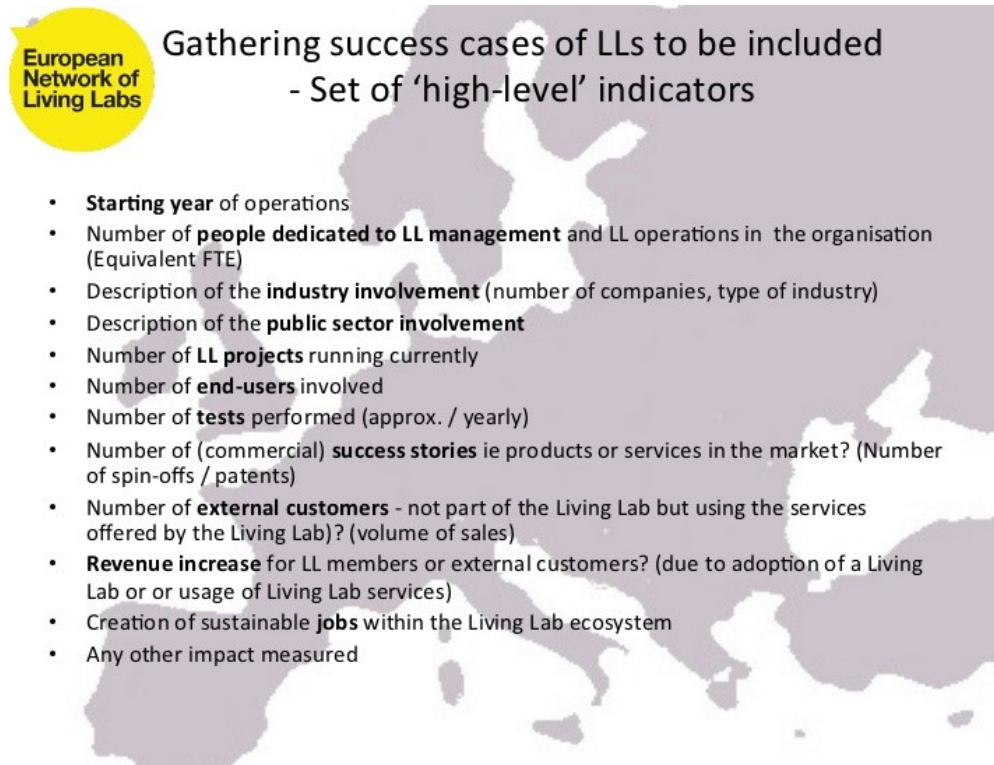 European
Network of
Living Labs
Gathering success cases of LLs to be included
- Set of ‘high-level’ indicators
• Starting year of operations
• Number of people dedicated to LL management and LL operations in the organisation
(Equivalent FTE)
• Description of the industry involvement (number of companies, type of industry)
• Description of the public sector involvement
• Number of LL projects running currently
• Number of end-users involved
• Number of tests performed (approx. / yearly)
• Number of (commercial) success stories ie products or services in the market? (Number
of spin-offs / patents)
• Number of external customers - not part of the Living Lab but using the services
offered by the Living Lab)? (volume of sales)
• Revenue increase for LL members or external customers? (due to adoption of a Living
Lab or or usage of Living Lab services)
• Creation of sustainable jobs within the Living Lab ecosystem
• Any other impact measured